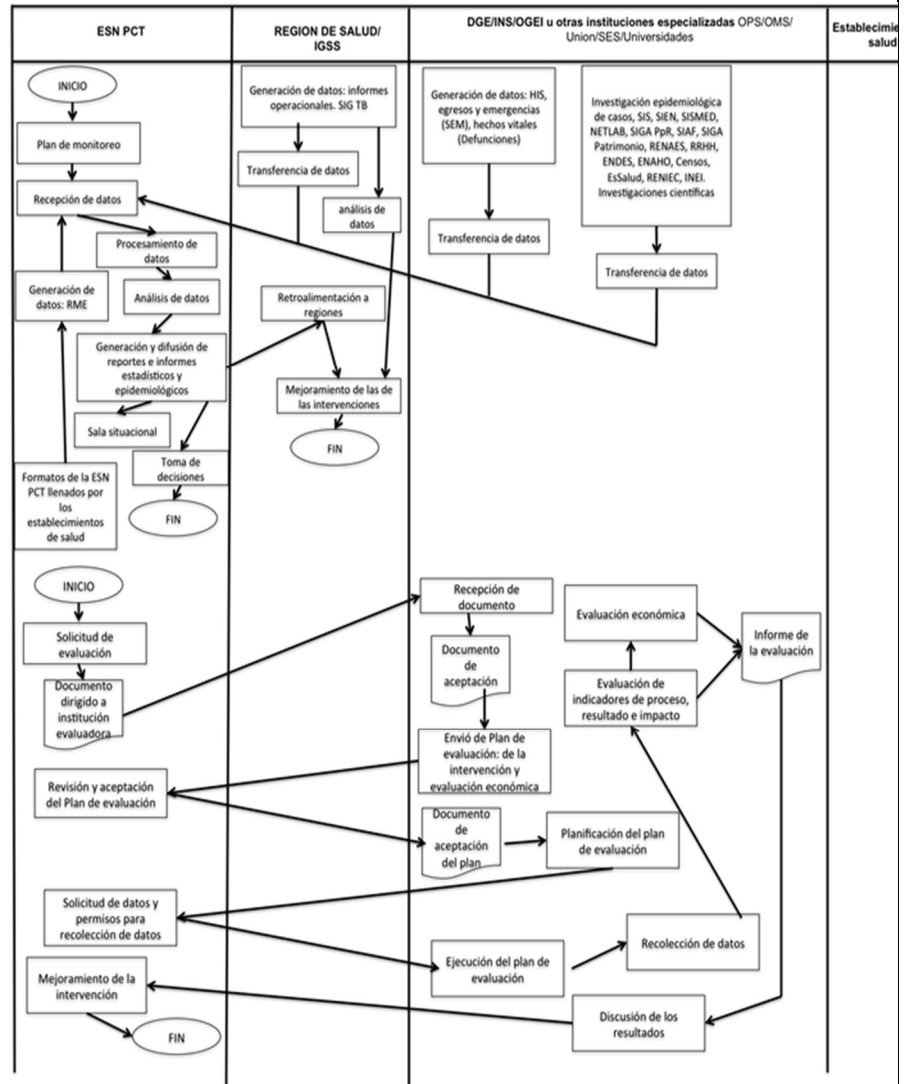 ESN PCT
REGION DE SALUD/
IGSS
DGE/INS/OGEI u otras instituciones especializadas OPS/OMS/
Union/SES/Universidades
Establecimie
salud
INICIO
Plan de monitoreo
Recepción de datos
Procesamiento de
datos
Generación de
datos: RME
Análisis de datos
Generación y difusión de
reportes e informes
estadísticos y
epidemiológicos
Sala situacional
Toma de
decisiones
Formatos de la ESN
PCT llenados por
los
establecimientos
de salud
FIN
Generación de datos: informes
operacionales. SIG TB
Transferencia de datos
análisis de
datos
Retroalimentación a
regiones
Mejoramiento de las de
las intervenciones
FIN
Generación de datos: HIS,
egresos y emergencias
(SEM), hechos vitales
(Defunciones)
Transferencia de datos
Investigación epidemiológica
de casos, SIS, SIEN, SISMED,
NETLAB, SIGA PpR, SIAF, SIGA
Patrimonio, RENAES, RRHH,
ENDES, ENAHO, Censos,
EsSalud, RENIEC, INEI.
Investigaciones científicas
Transferencia de datos
INICIO
Solicitud de
evaluación
Documento
dirigido a
institución
evaluadora
Recepción de
documento
Documento
de
aceptación
Envió de Plan de
evaluación: de la
intervención y
evaluación económica
Revisión y aceptación
del Plan de evaluación
Documento
de
aceptación
del plan
Planificación del plan
de evaluación
Solicitud de datos y
permisos para
recolección de datos
Ejecución del plan de
evaluación
Recolección de datos
Evaluación de
indicadores de proceso,
resultado e impacto
Evaluación económica
Informe de
la evaluación
Discusión de los
resultados
Mejoramiento de la
intervención
FIN